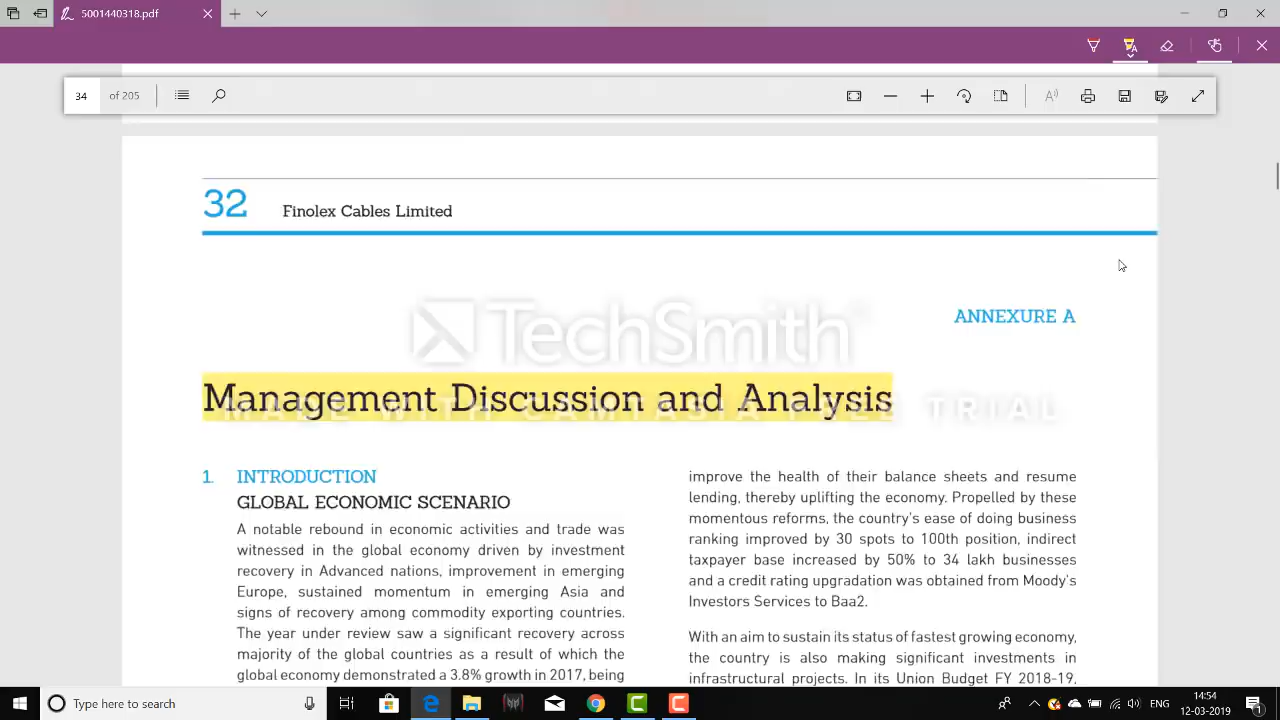 5001440318.pdf
34 of 205
32 Finolex Cables Limited
ANNEXURE A
TechSmith
Management Discussion and Analysis
MADE WITH CAMTASIA FREE TRIAL
1. INTRODUCTION
GLOBAL ECONOMIC SCENARIO
A notable rebound in economic activities and trade was
witnessed in the global economy driven by investment
recovery in Advanced nations, improvement in emerging
Europe, sustained momentum in emerging Asia and
signs of recovery among commodity exporting countries.
The year under review saw a significant recovery across
majority of the global countries as a result of which the
global economy demonstrated a 3.8% growth in 2017, being
improve the health of their balance sheets and resume
lending, thereby uplifting the economy. Propelled by these
momentous reforms, the country's ease of doing business
ranking improved by 30 spots to 100th position, indirect
taxpayer base increased by 50% to 34 lakh businesses
and a credit rating upgradation was obtained from Moody's
Investors Services to Baa2.
With an aim to sustain its status of fastest growing economy,
the country is also making significant investments in
infrastructural projects. In its Union Budget FY 2018-19,
Type here to search
ENG
14:54
12-03-2019